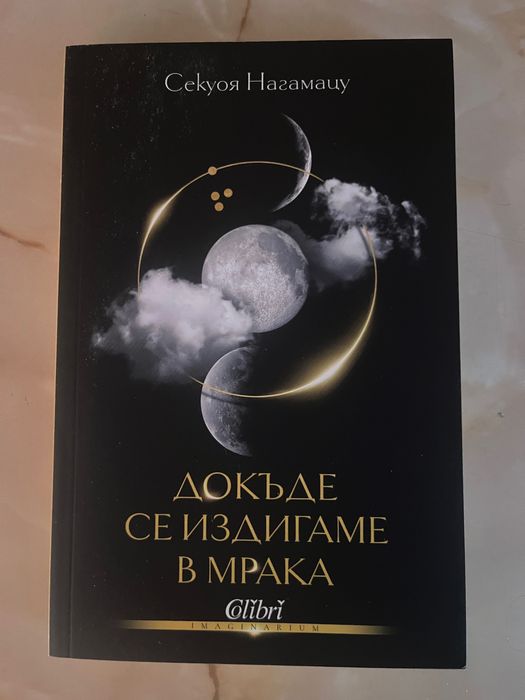 Секуоя Нагамацу
ДОКЪДЕ
СЕ ИЗДИГАМЕ
В МРАКА
Colibri
IMAGINARIUM